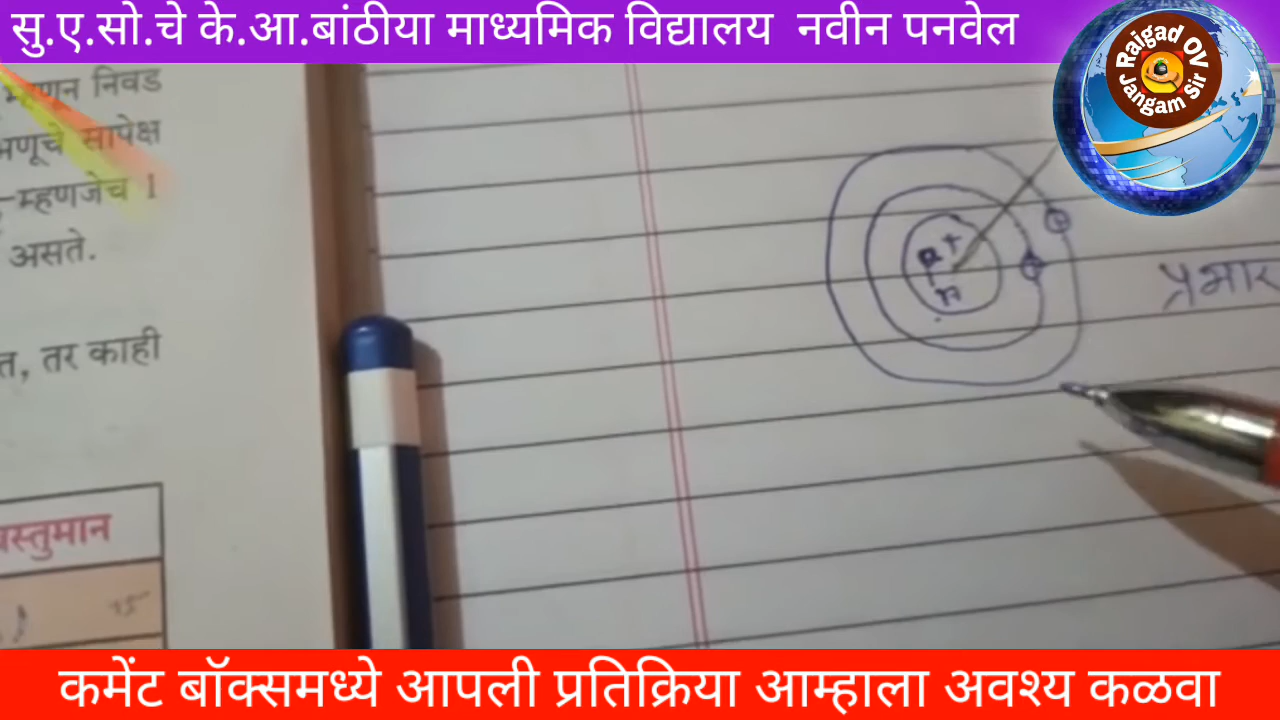 सु.ए.सो.चे के.आ.बांठीया माध्यमिक विद्यालय नवीन पनवेल
Raigad OV
Jangam Sir
निवड
सापेक्ष
म्हणजेच 1
असते.
त, तर काही
वस्तुमान
प्रभार
कमेंट बॉक्समध्ये आपली प्रतिक्रिया आम्हाला अवश्य कळवा